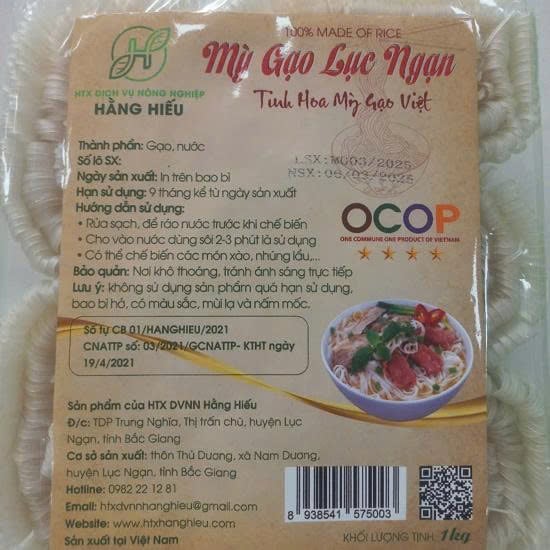 100% MADE OF RICE
Mỳ Gạo Lục Ngạn
Tinh Hoa Mỳ Gạo Việt
H
HTX DỊCH VỤ NÔNG NGHIỆP
HẰNG HIẾU
Thành phần: Gạo, nước
Số lô SX:
LSX:MG03/2025
Ngày sản xuất: In trên bao bì
NSX:06/03/2025
Hạn sử dụng: 9 tháng kể từ ngày sản xuất
Hướng dẫn sử dụng:
• Rửa sạch, để ráo nước trước khi chế biến
• Cho vào nước dùng sôi 2-3 phút là sử dụng
• Có thể chế biến các món xào, nhúng lẩu,...
Bảo quản: Nơi khô thoáng, tránh ánh sáng trực tiếp
Lưu ý: không sử dụng sản phẩm quá hạn sử dụng,
bao bì hở, có màu sắc, mùi lạ và nấm mốc.
OCOP
ONE COMMUNE ONE PRODUCT OF VIETNAM
Số tự CB 01/HANGHIEU/2021
CNATTP số: 03/2021/GCNATTP- KTHT ngày
19/4/2021
Sản phẩm của HTX DVNN Hằng Hiếu
Đ/c: TDP Trung Nghĩa, Thị trấn chũ, huyện Lục
Ngạn, tỉnh Bắc Giang
Cơ sở sản xuất: thôn Thủ Dương, xã Nam Dương,
huyện Lục Ngạn, tỉnh Bắc Giang
Hotline: 0982 22 12 81
Email: htxdvnnhanghieu@gmail.com
Website: www.htxhanghieu.com
Sản xuất tại Việt Nam
8 938541 575003
KHỐI LƯỢNG TỊNH: 1kg